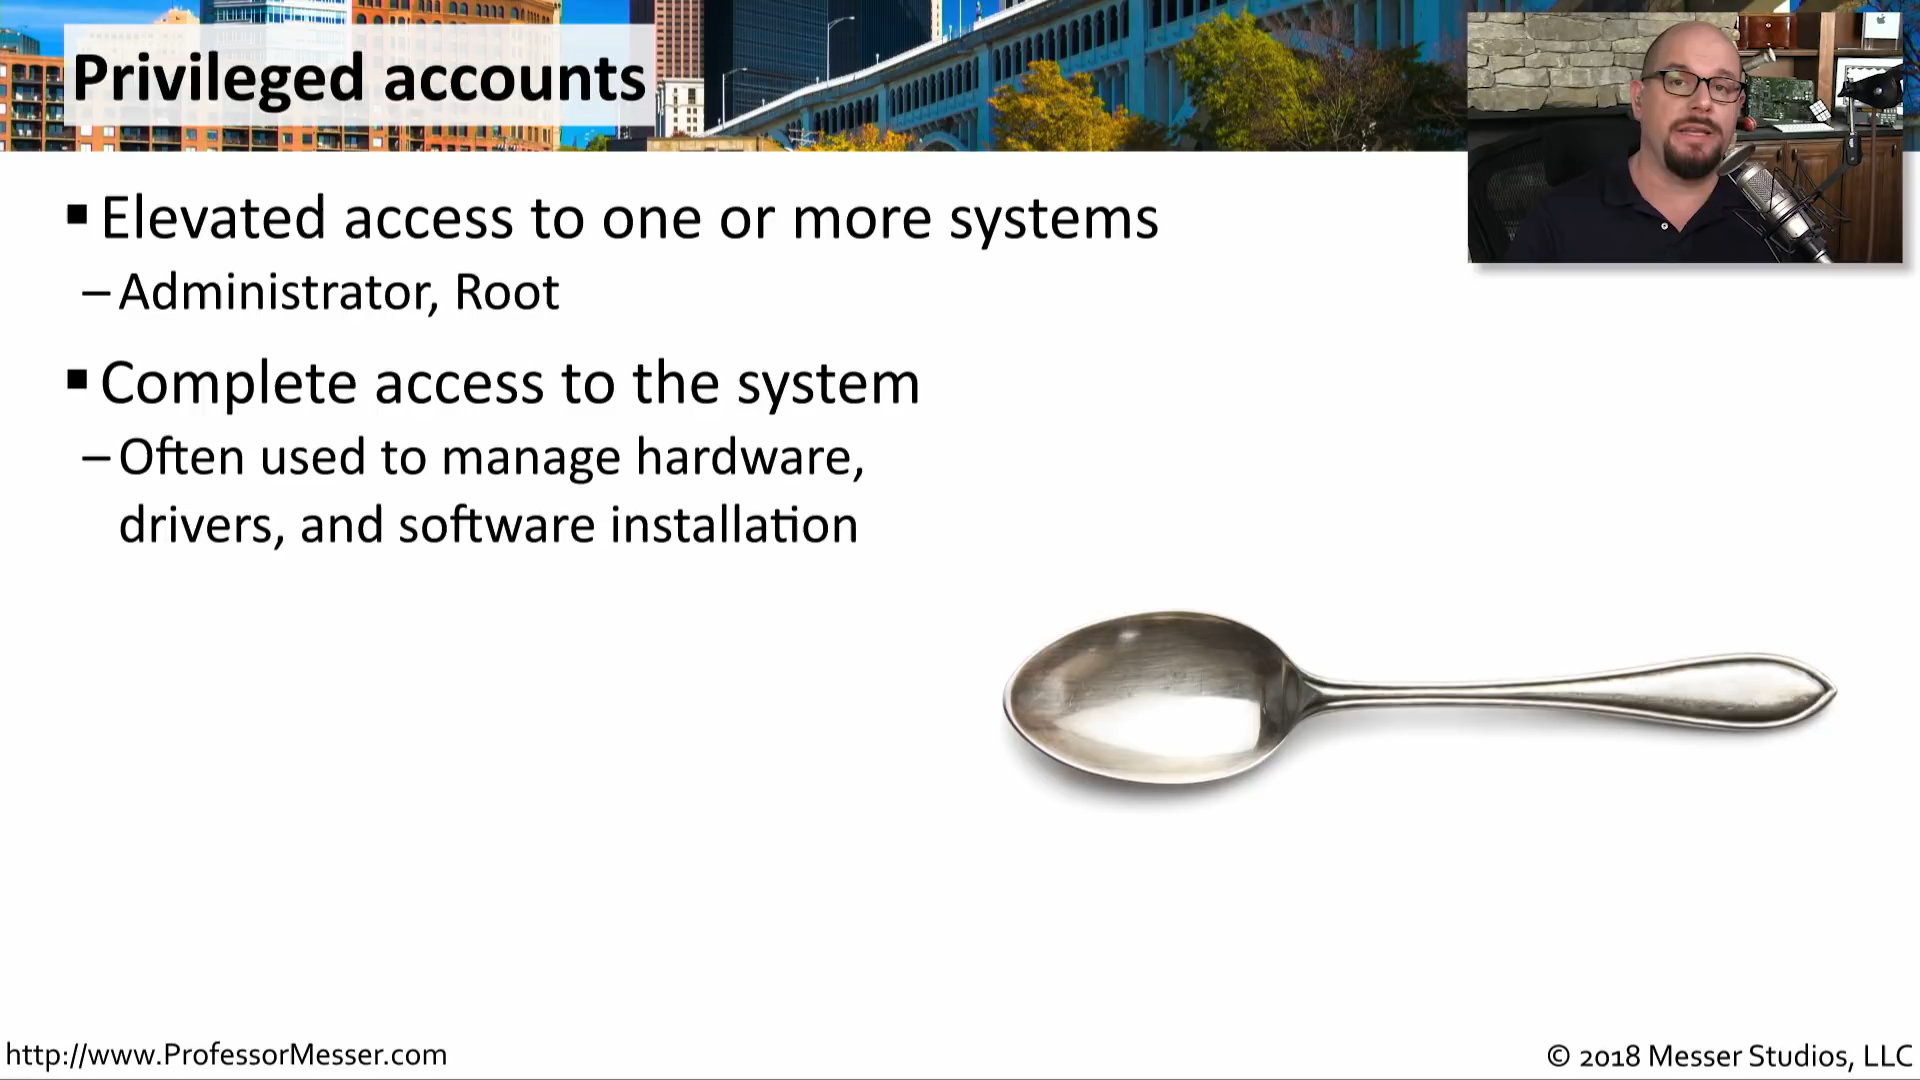 Privileged accounts
▪ Elevated access to one or more systems
– Administrator, Root
▪ Complete access to the system
– Often used to manage hardware,
drivers, and software installation
http://www.ProfessorMesser.com
© 2018 Messer Studios, LLC